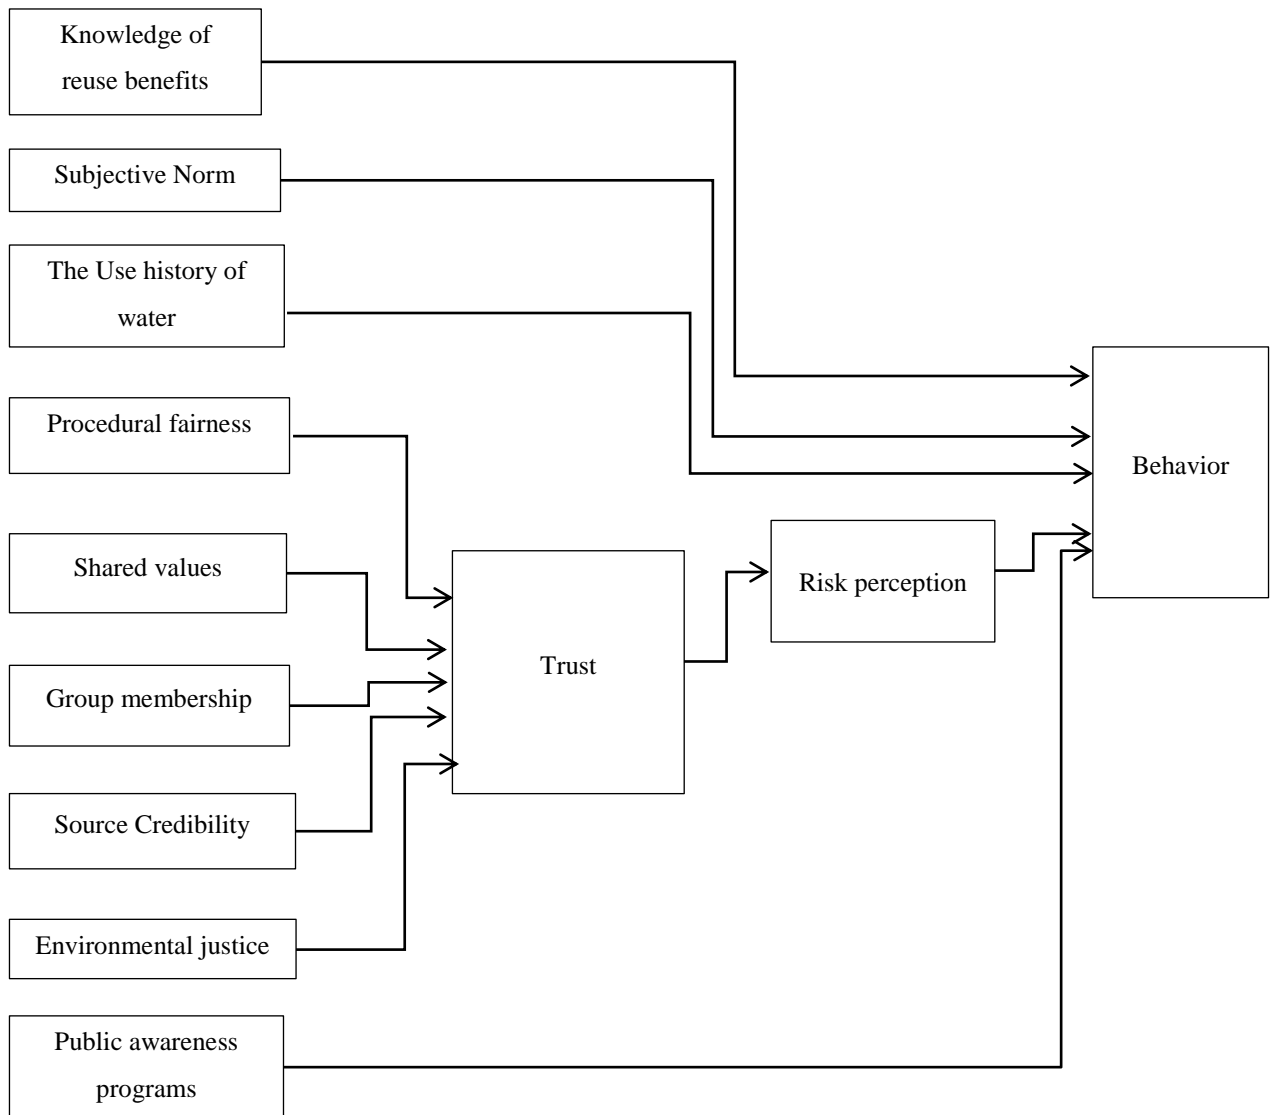 Knowledge of
reuse benefits
Subjective Norm
The Use history of
water
Procedural fairness
Shared values
Group membership
Source Credibility
Environmental justice
Public awareness
programs
Trust
Risk perception
Behavior